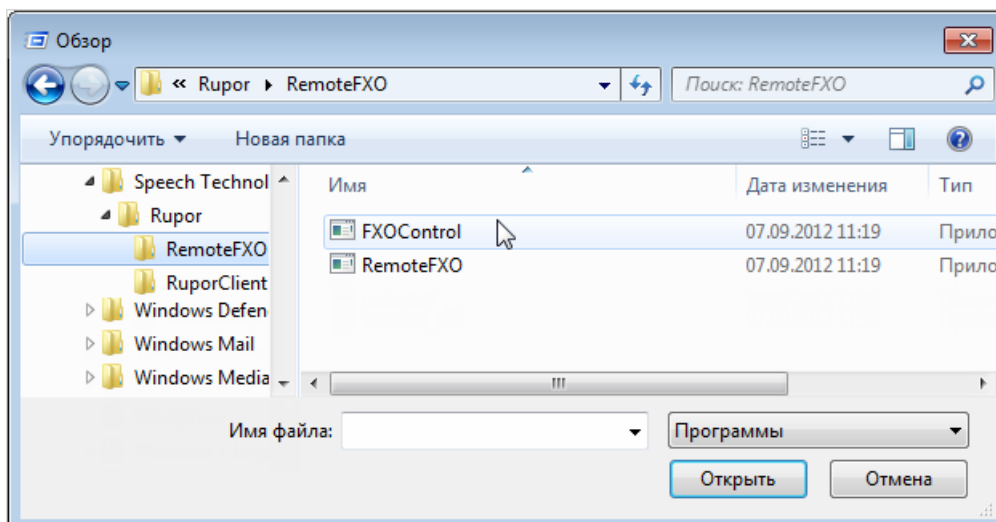 Обзор
« Rupor ▸ RemoteFXO
Поиск: RemoteFXO
Упорядочить
Новая папка
Speech Technol
Rupor
RemoteFXO
RuporClient
Windows Defen
Windows Mail
Windows Media
Имя
Дата изменения
Тип
FXOControl
07.09.2012 11:19
Прило
RemoteFXO
07.09.2012 11:19
Прило
Имя файла:
Программы
Открыть
Отмена